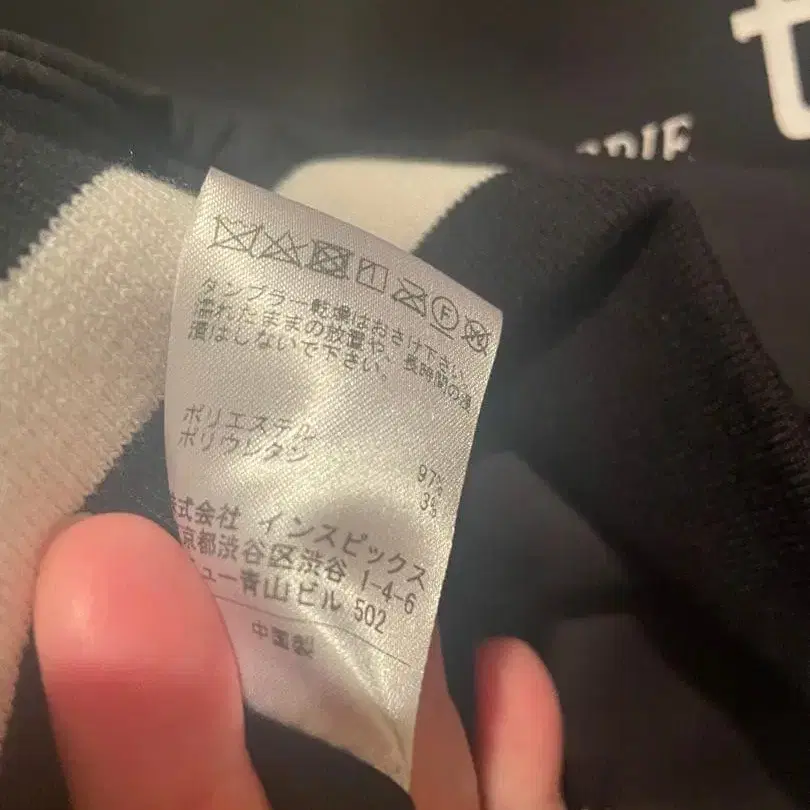 t
F
タンブラー乾燥はおさけ下さい。
濡れたままの放置や、長時間の浸
漬はしないで下さい。
ポリエステル
ポリウレタン
97%
3%
式会社 インスピックス
京都渋谷区渋谷 1-4-6
ュー青山ビル 502
中国製